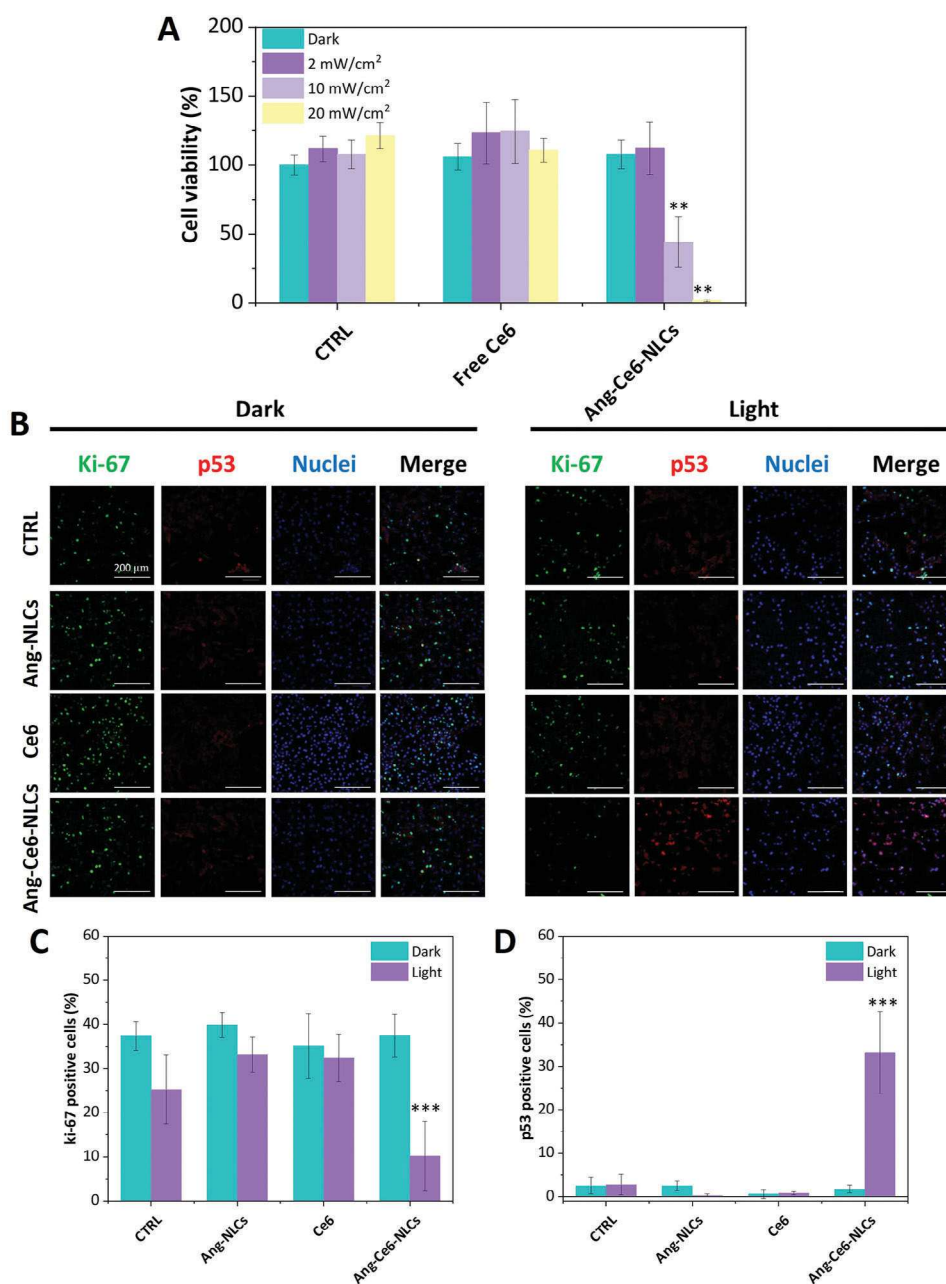 A
200
150
100
50
0
Cell viability (%)
Dark
2 mW/cm²
10 mW/cm²
20 mW/cm²
**
**
CTRL
Free Ce6
Ang-Ce6-NLCs
B
Dark
Light
Ki-67 p53 Nuclei Merge
Ki-67 p53 Nuclei Merge
CTRL
200 μm
Ang-NLCs
Ce6
Ang-Ce6-NLCs
C
60
50
40
30
20
10
0
ki-67 positive cells (%)
Dark
Light
***
CTRL
Ang-NLCs
Ce6
Ang-Ce6-NLCs
D
60
50
40
30
20
10
0
p53 positive cells (%)
Dark
Light
***
CTRL
Ang-NLCs
Ce6
Ang-Ce6-NLCs